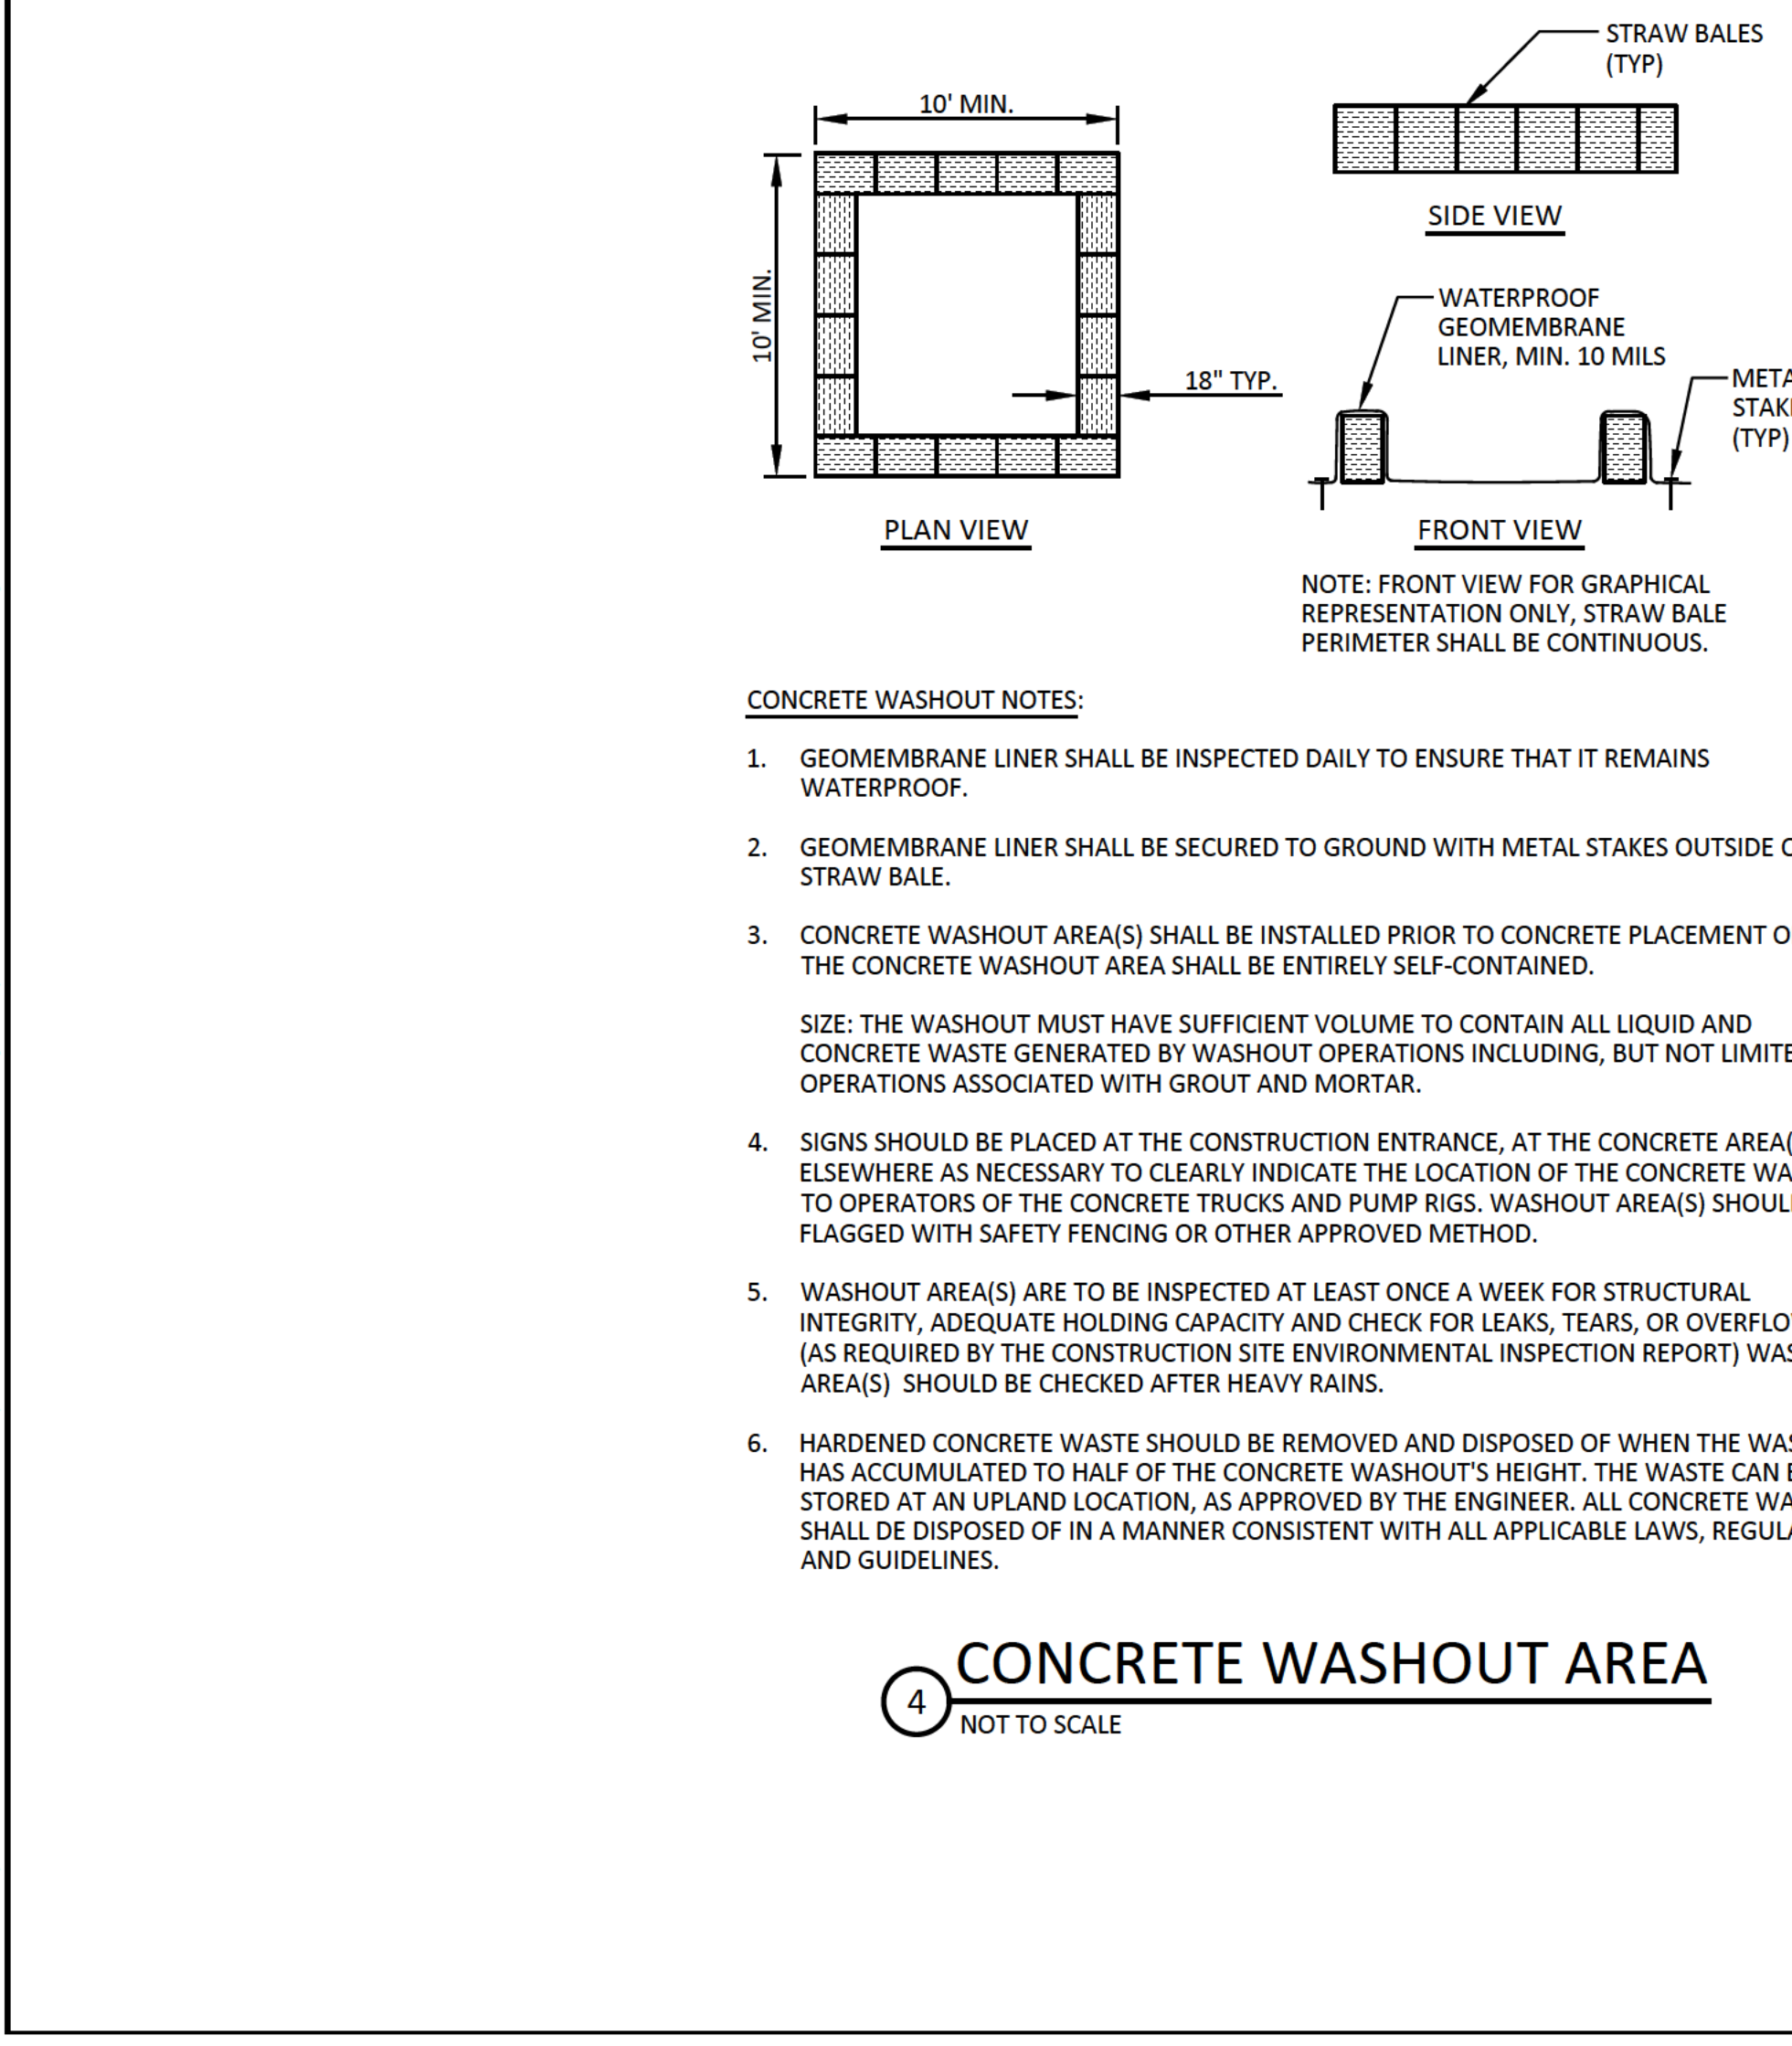 STRAW BALES
(TYP)
10' MIN.
10' MIN.
18" TYP.
PLAN VIEW
SIDE VIEW
WATERPROOF
GEOMEMBRANE
LINER, MIN. 10 MILS
(TYP)
FRONT VIEW
NOTE: FRONT VIEW FOR GRAPHICAL
REPRESENTATION ONLY, STRAW BALE
PERIMETER SHALL BE CONTINUOUS.
CONCRETE WASHOUT NOTES:
1. GEOMEMBRANE LINER SHALL BE INSPECTED DAILY TO ENSURE THAT IT REMAINS
WATERPROOF.
2. GEOMEMBRANE LINER SHALL BE SECURED TO GROUND WITH METAL STAKES OUTSIDE
STRAW BALE.
3. CONCRETE WASHOUT AREA(S) SHALL BE INSTALLED PRIOR TO CONCRETE PLACEMENT
THE CONCRETE WASHOUT AREA SHALL BE ENTIRELY SELF-CONTAINED.
SIZE: THE WASHOUT MUST HAVE SUFFICIENT VOLUME TO CONTAIN ALL LIQUID AND
CONCRETE WASTE GENERATED BY WASHOUT OPERATIONS INCLUDING, BUT NOT
OPERATIONS ASSOCIATED WITH GROUT AND MORTAR.
4. SIGNS SHOULD BE PLACED AT THE CONSTRUCTION ENTRANCE, AT THE CONCRETE
ELSEWHERE AS NECESSARY TO CLEARLY INDICATE THE LOCATION OF THE CONCRETE
TO OPERATORS OF THE CONCRETE TRUCKS AND PUMP RIGS. WASHOUT AREA(S)
FLAGGED WITH SAFETY FENCING OR OTHER APPROVED METHOD.
5. WASHOUT AREA(S) ARE TO BE INSPECTED AT LEAST ONCE A WEEK FOR STRUCTURAL
INTEGRITY, ADEQUATE HOLDING CAPACITY AND CHECK FOR LEAKS, TEARS, OR
(AS REQUIRED BY THE CONSTRUCTION SITE ENVIRONMENTAL INSPECTION REPORT)
AREA(S) SHOULD BE CHECKED AFTER HEAVY RAINS.
6. HARDENED CONCRETE WASTE SHOULD BE REMOVED AND DISPOSED OF WHEN THE
HAS ACCUMULATED TO HALF OF THE CONCRETE WASHOUT'S HEIGHT. THE WASTE CAN
STORED AT AN UPLAND LOCATION, AS APPROVED BY THE ENGINEER. ALL CONCRETE
SHALL DE DISPOSED OF IN A MANNER CONSISTENT WITH ALL APPLICABLE LAWS,
AND GUIDELINES.
4
CONCRETE WASHOUT AREA
NOT TO SCALE